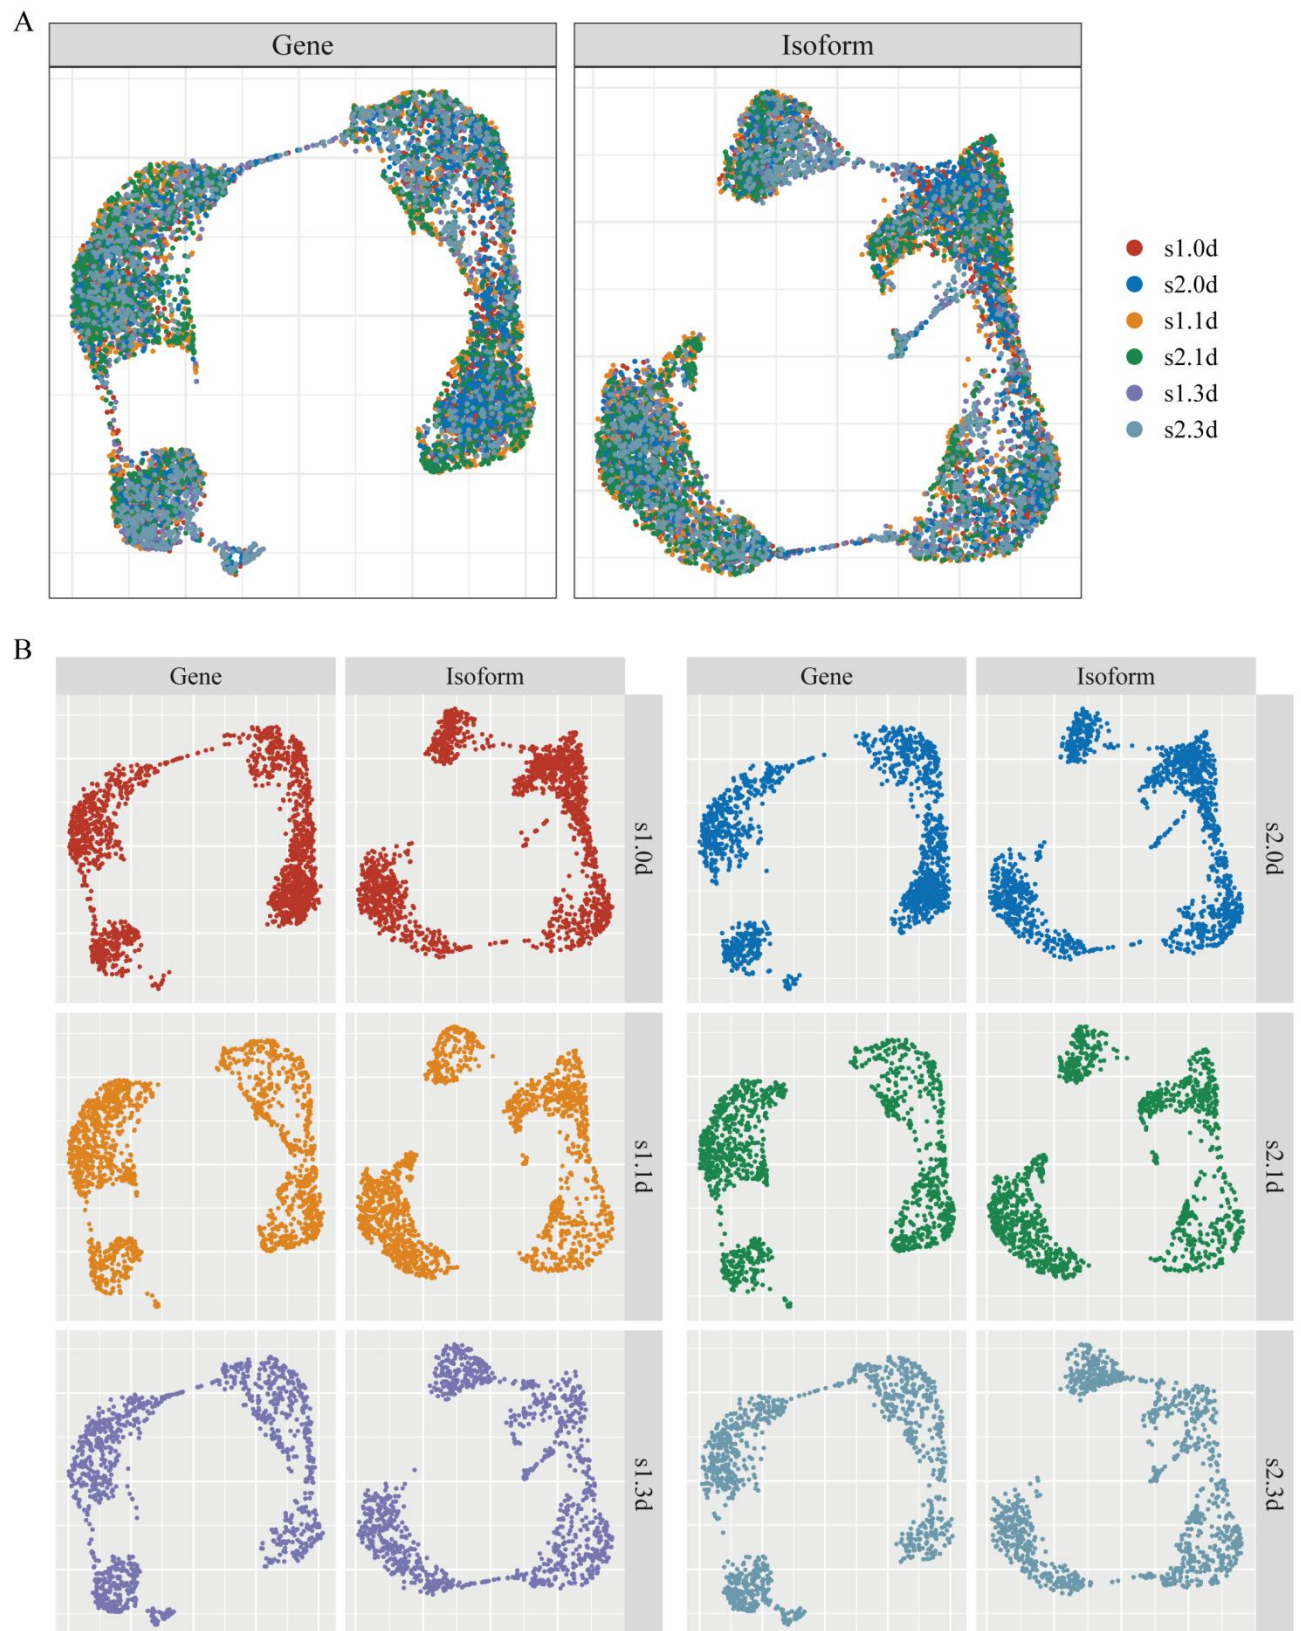 A
Gene
Isoform
s1.0d
s2.0d
s1.1d
s2.1d
s1.3d
s2.3d
B
Gene
Isoform
Gene
Isoform
s1.0d
s2.0d
s1.1d
s2.1d
s1.3d
s2.3d